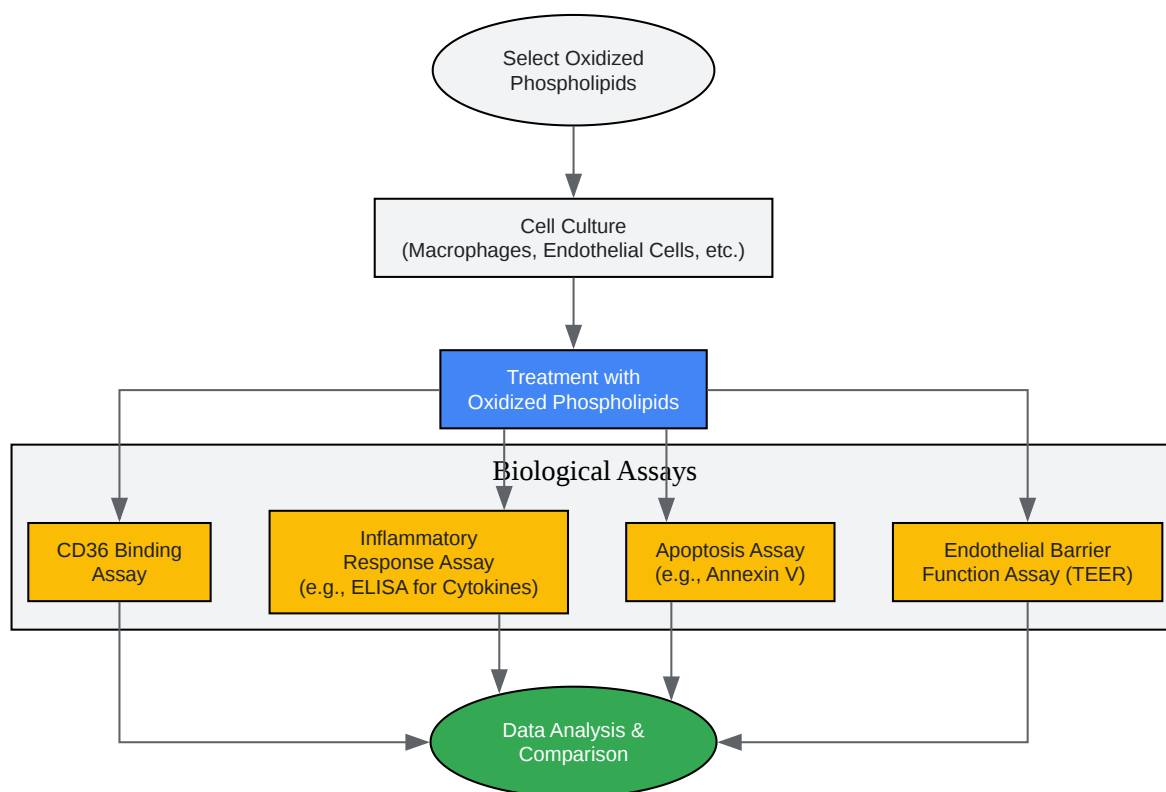 Select Oxidized
Phospholipids
Cell Culture
(Macrophages, Endothelial Cells, etc.)
Treatment with
Oxidized Phospholipids
Biological Assays
CD36 Binding
Assay
Inflammatory
Response Assay
(e.g., ELISA for Cytokines)
Apoptosis Assay
(e.g., Annexin V)
Endothelial Barrier
Function Assay (TEER)
Data Analysis &
Comparison